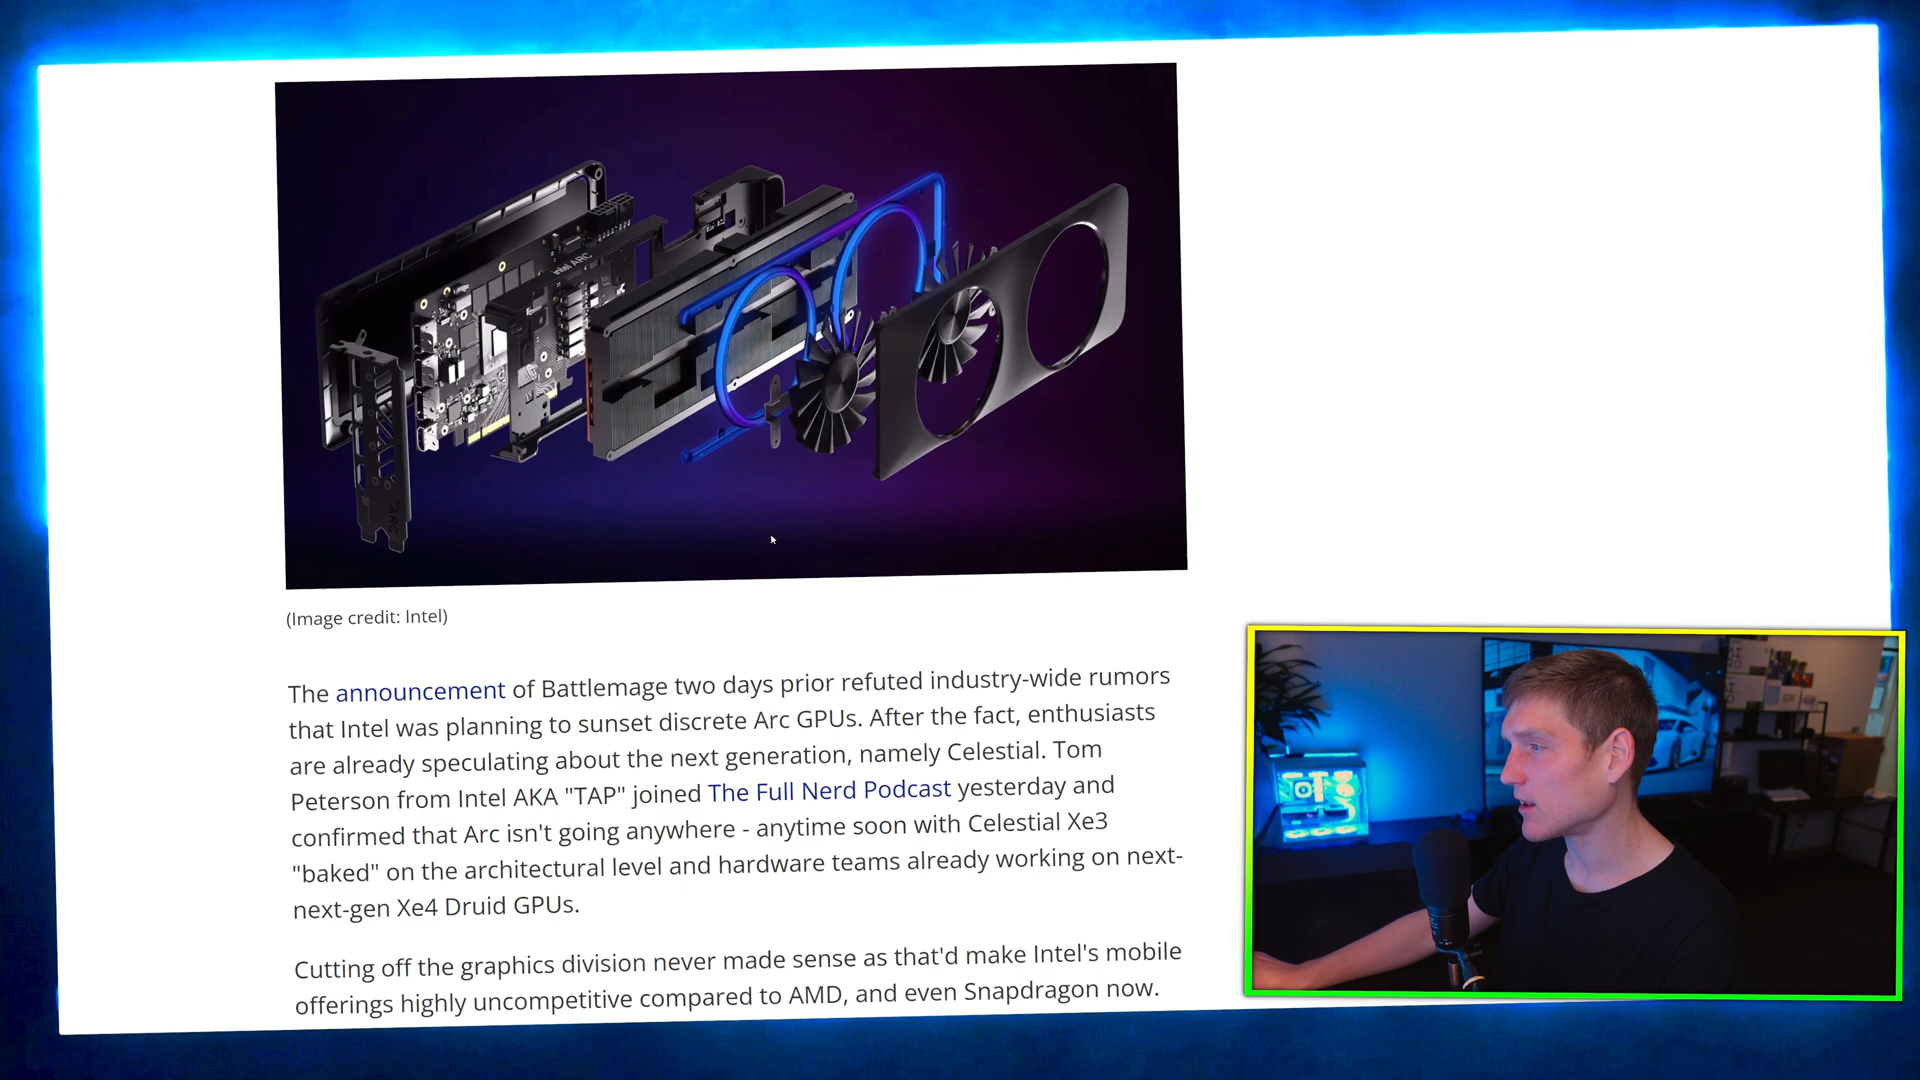 intel ARC
ARC
(Image credit: Intel)
The announcement of Battlemage two days prior refuted industry-wide rumors
that Intel was planning to sunset discrete Arc GPUs. After the fact, enthusiasts
are already speculating about the next generation, namely Celestial. Tom
Peterson from Intel AKA "TAP" joined The Full Nerd Podcast yesterday and
confirmed that Arc isn't going anywhere - anytime soon with Celestial Xe3
"baked" on the architectural level and hardware teams already working on next-
next-gen Xe4 Druid GPUs.
Cutting off the graphics division never made sense as that'd make Intel's mobile
offerings highly uncompetitive compared to AMD, and even Snapdragon now.